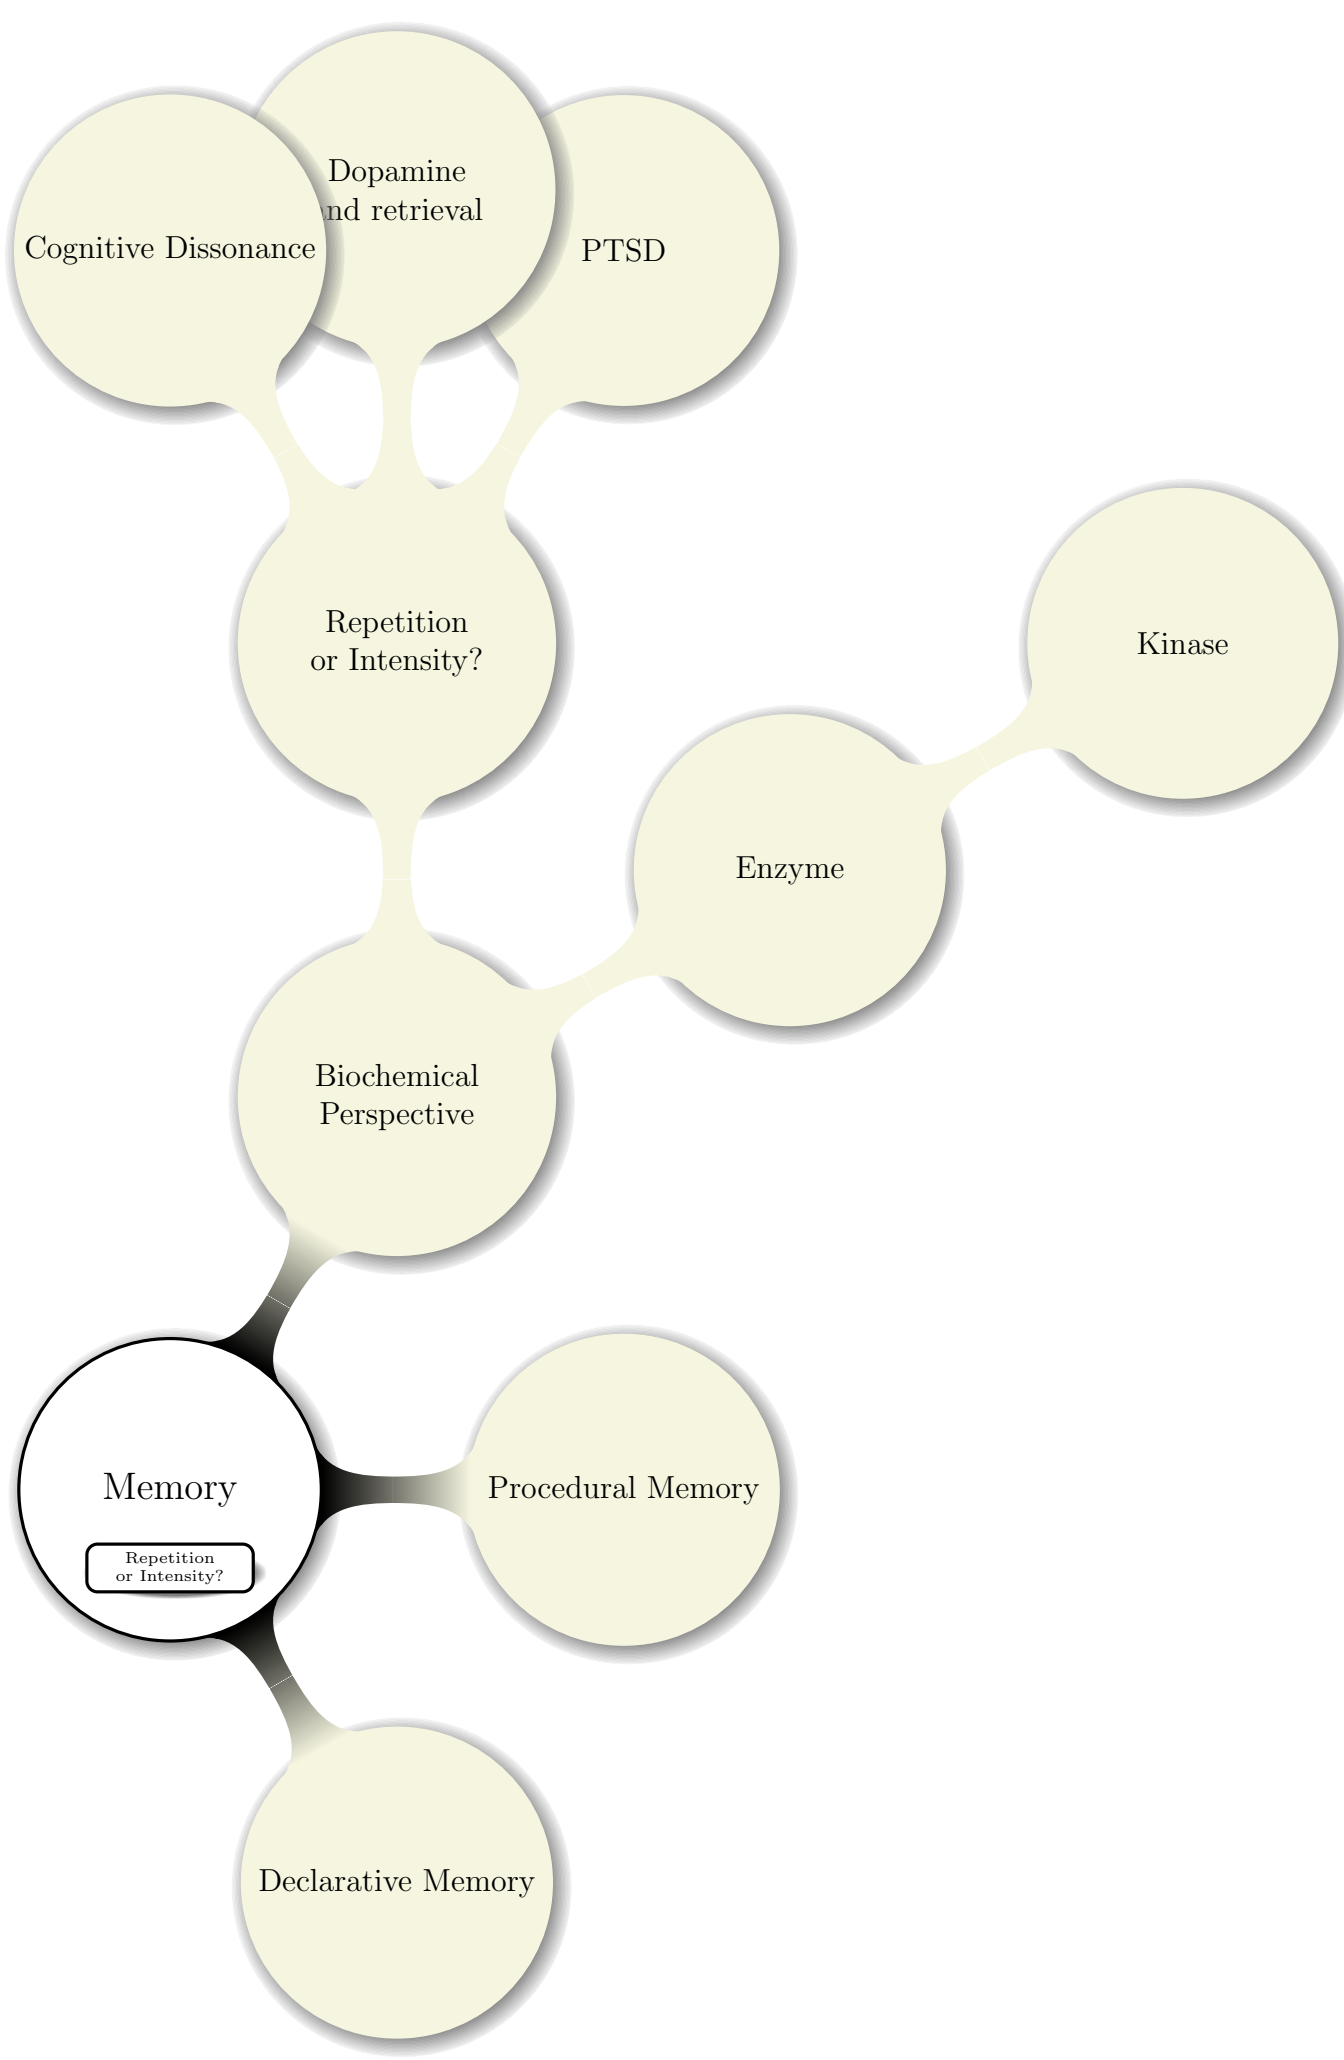 Dopamine
nd retrieval
Cognitive Dissonance
PTSD
Repetition
or Intensity?
Kinase
Enzyme
Biochemical
Perspective
Memory
Procedural Memory
Repetition
or Intensity?
Declarative Memory